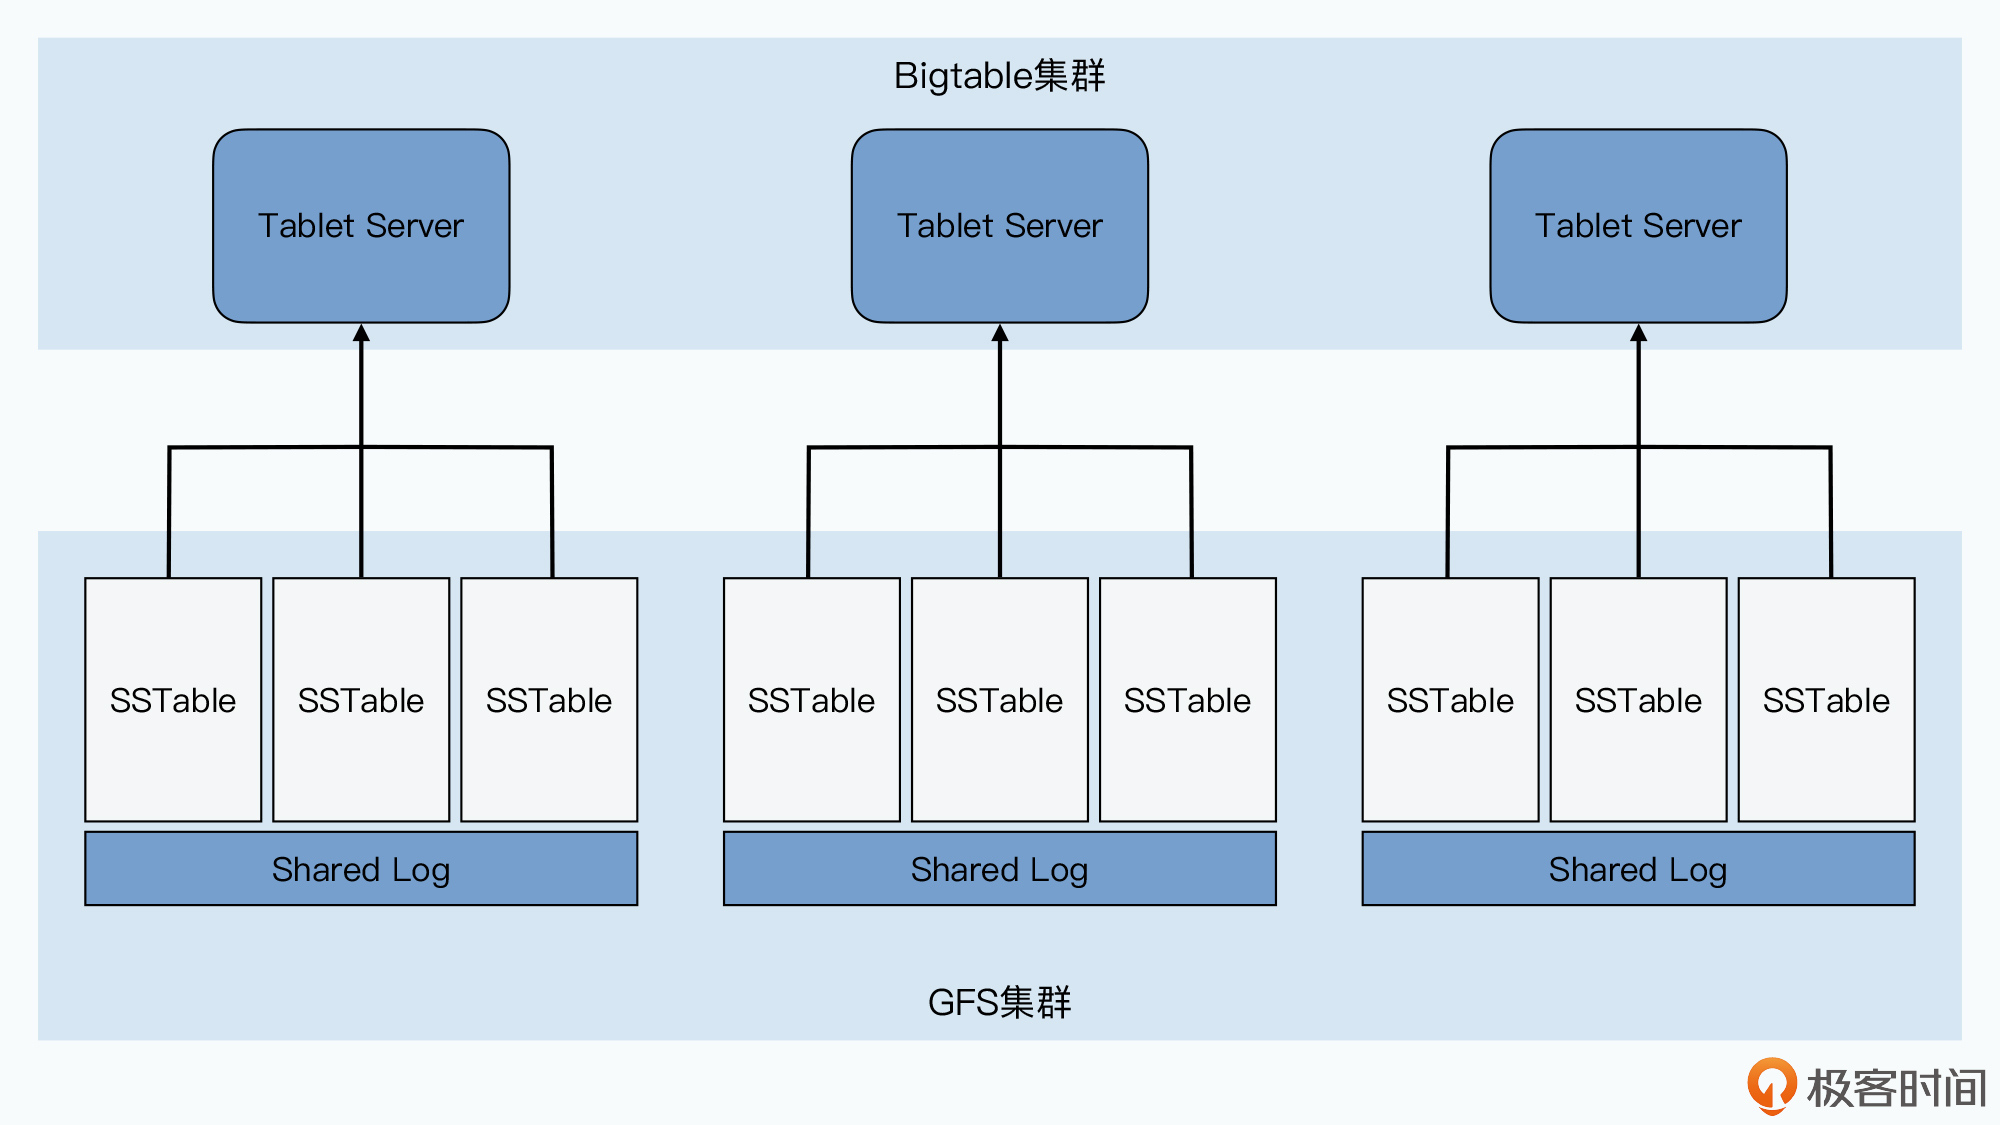 Bigtable集群
Tablet Server Tablet Server Tablet Server
SSTable SSTable SSTable SSTable SSTable SSTable SSTable SSTable SSTable
Shared Log Shared Log Shared Log
GFS集群
极客时间